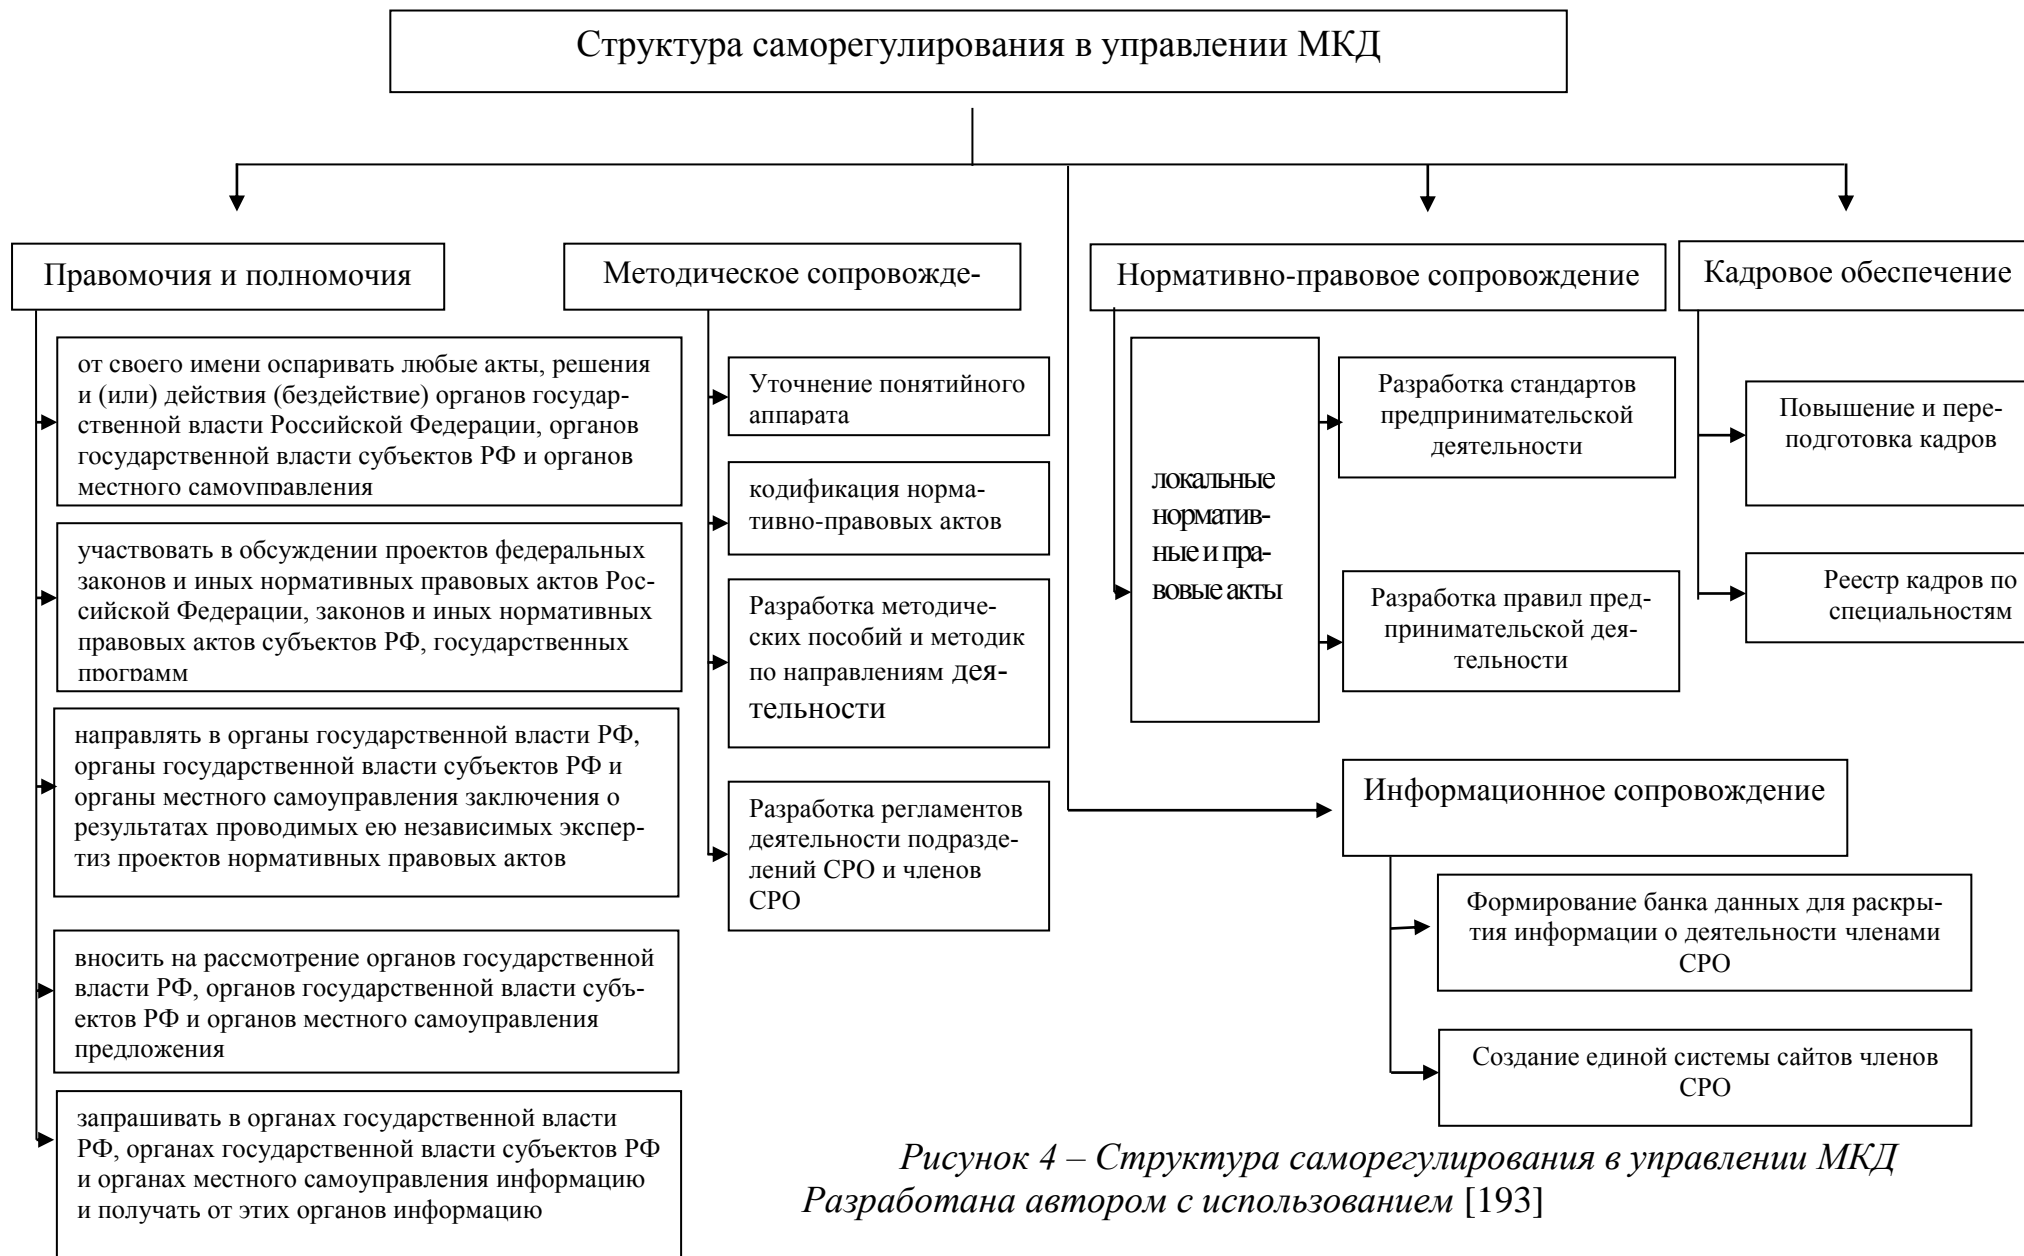 Структура саморегулирования в управлении МКД
Правомочия и полномочия
от своего имени оспаривать любые акты, решения
и (или) действия (бездействие) органов государ-
ственной власти Российской Федерации, органов
государственной власти субъектов РФ и органов
местного самоуправления
участвовать в обсуждении проектов федеральных
законов и иных нормативных правовых актов Рос-
сийской Федерации, законов и иных нормативных
правовых актов субъектов РФ, государственных
программ
направлять в органы государственной власти РФ,
органы государственной власти субъектов РФ и
органы местного самоуправления заключения о
результатах проводимых ею независимых экспер-
тиз проектов нормативных правовых актов
вносить на рассмотрение органов государственной
власти РФ, органов государственной власти субъ-
ектов РФ и органов местного самоуправления
предложения
запрашивать в органах государственной власти
РФ, органах государственной власти субъектов РФ
и органах местного самоуправления информацию
и получать от этих органов информацию
Методическое сопровожде-
Уточнение понятийного
аппарата
кодификация норма-
тивно-правовых актов
Разработка методиче-
ских пособий и методик
по направлениям дея-
тельности
Разработка регламентов
деятельности подразде-
лений СРО и членов
СРО
Нормативно-правовое сопровождение
локальные
норматив-
ные и пра-
вовые акты
Разработка стандартов
предпринимательской
деятельности
Разработка правил пред-
принимательской дея-
тельности
Кадровое обеспечение
Повышение и пере-
подготовка кадров
Реестр кадров по
специальностям
Информационное сопровождение
Формирование банка данных для раскры-
тия информации о деятельности членами
СРО
Создание единой системы сайтов членов
СРО
Рисунок 4 – Структура саморегулирования в управлении МКД
Разработана автором с использованием [193]